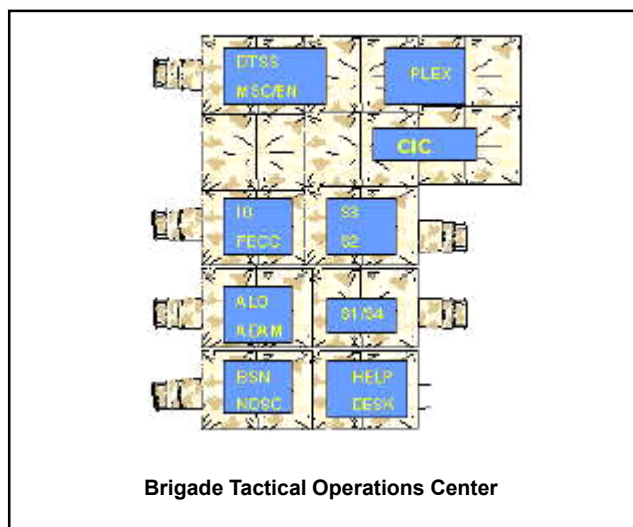 DTSS
MSC/EN
PLEX
CIC
IO
FECC
S3
S2
ALO
ADAM
S1/S4
BSN
NOSC
HELP
DESK
Brigade Tactical Operations Center